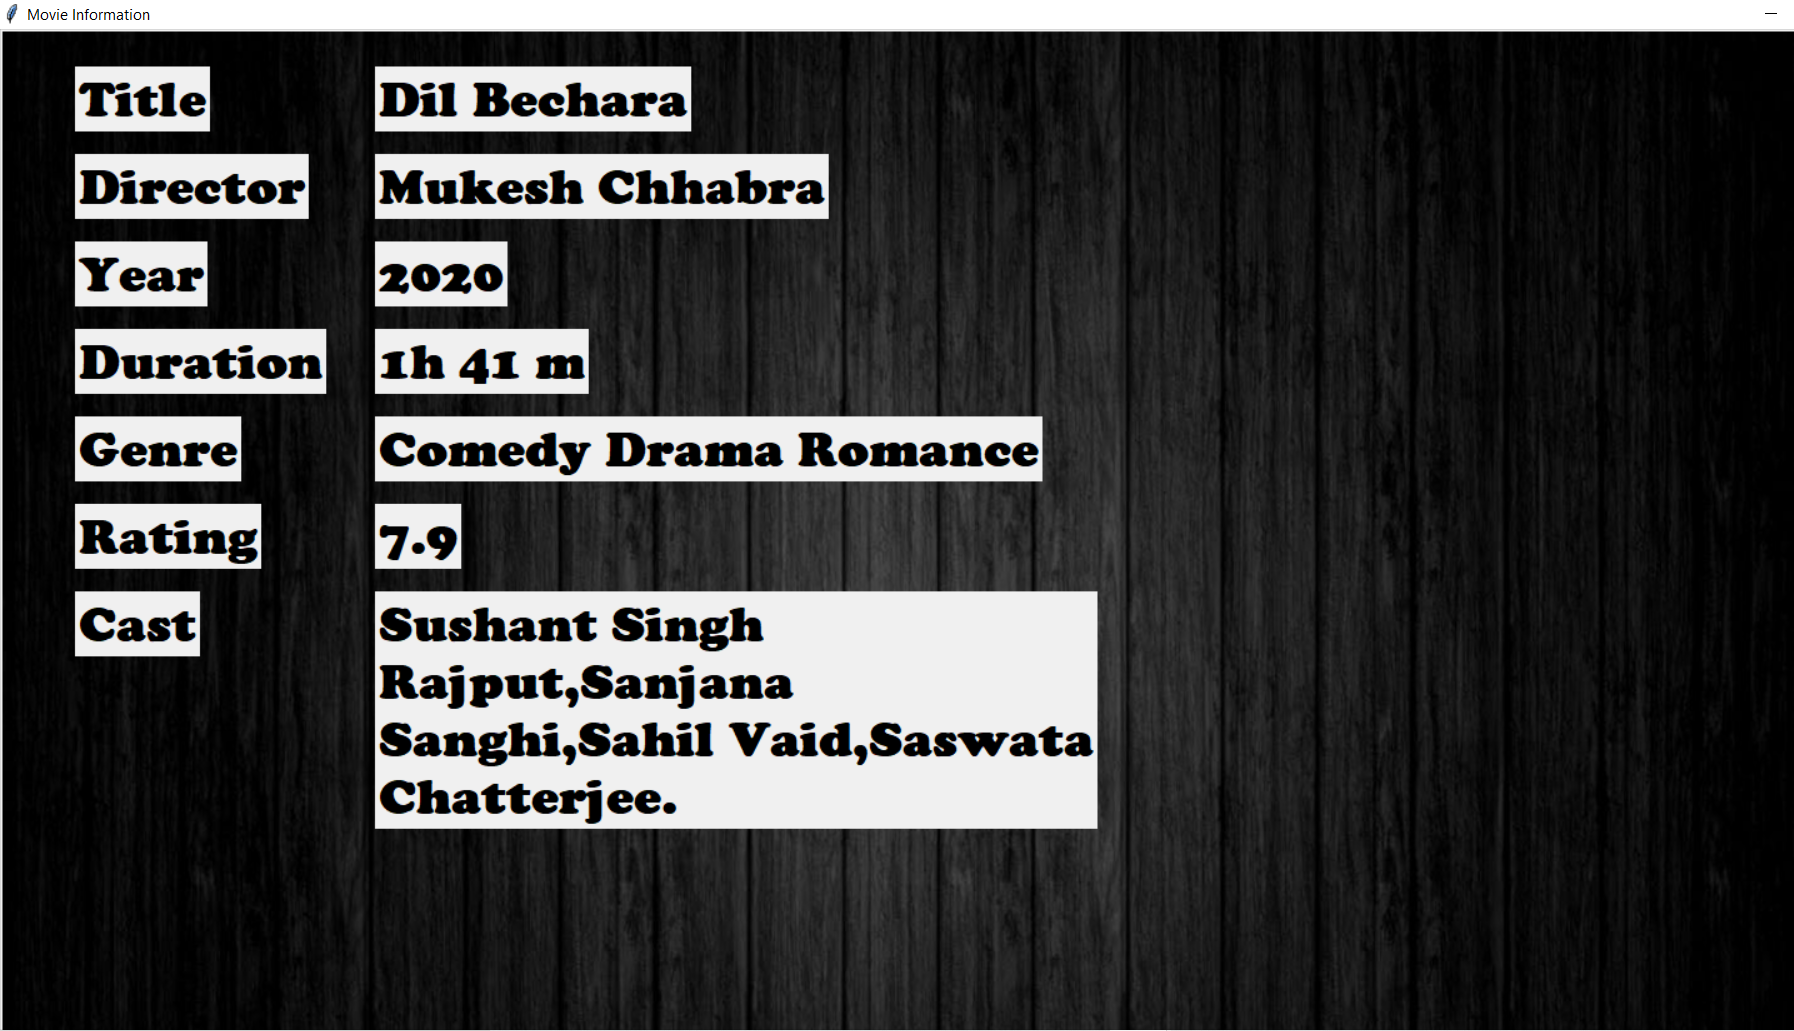 Movie Information
Title Dil Bechara
Director Mukesh Chhabra
Year 2020
Duration 1h 41 m
Genre Comedy Drama Romance
Rating 7.9
Cast Sushant Singh
Rajput,Sanjana
Sanghi,Sahil Vaid,Saswata
Chatterjee.